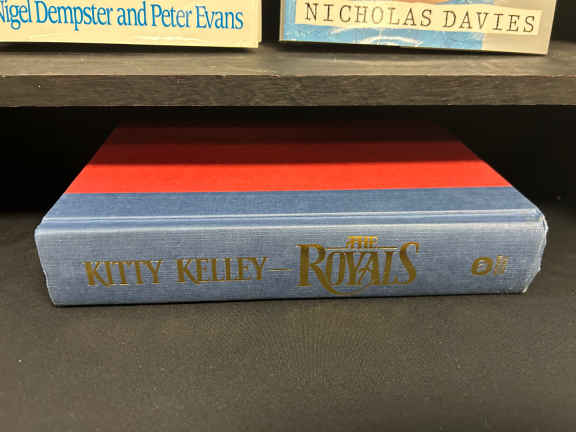 Nigel Dempster and Peter Evans
NICHOLAS DAVIES
KITTY KELLEY — THE ROYALS